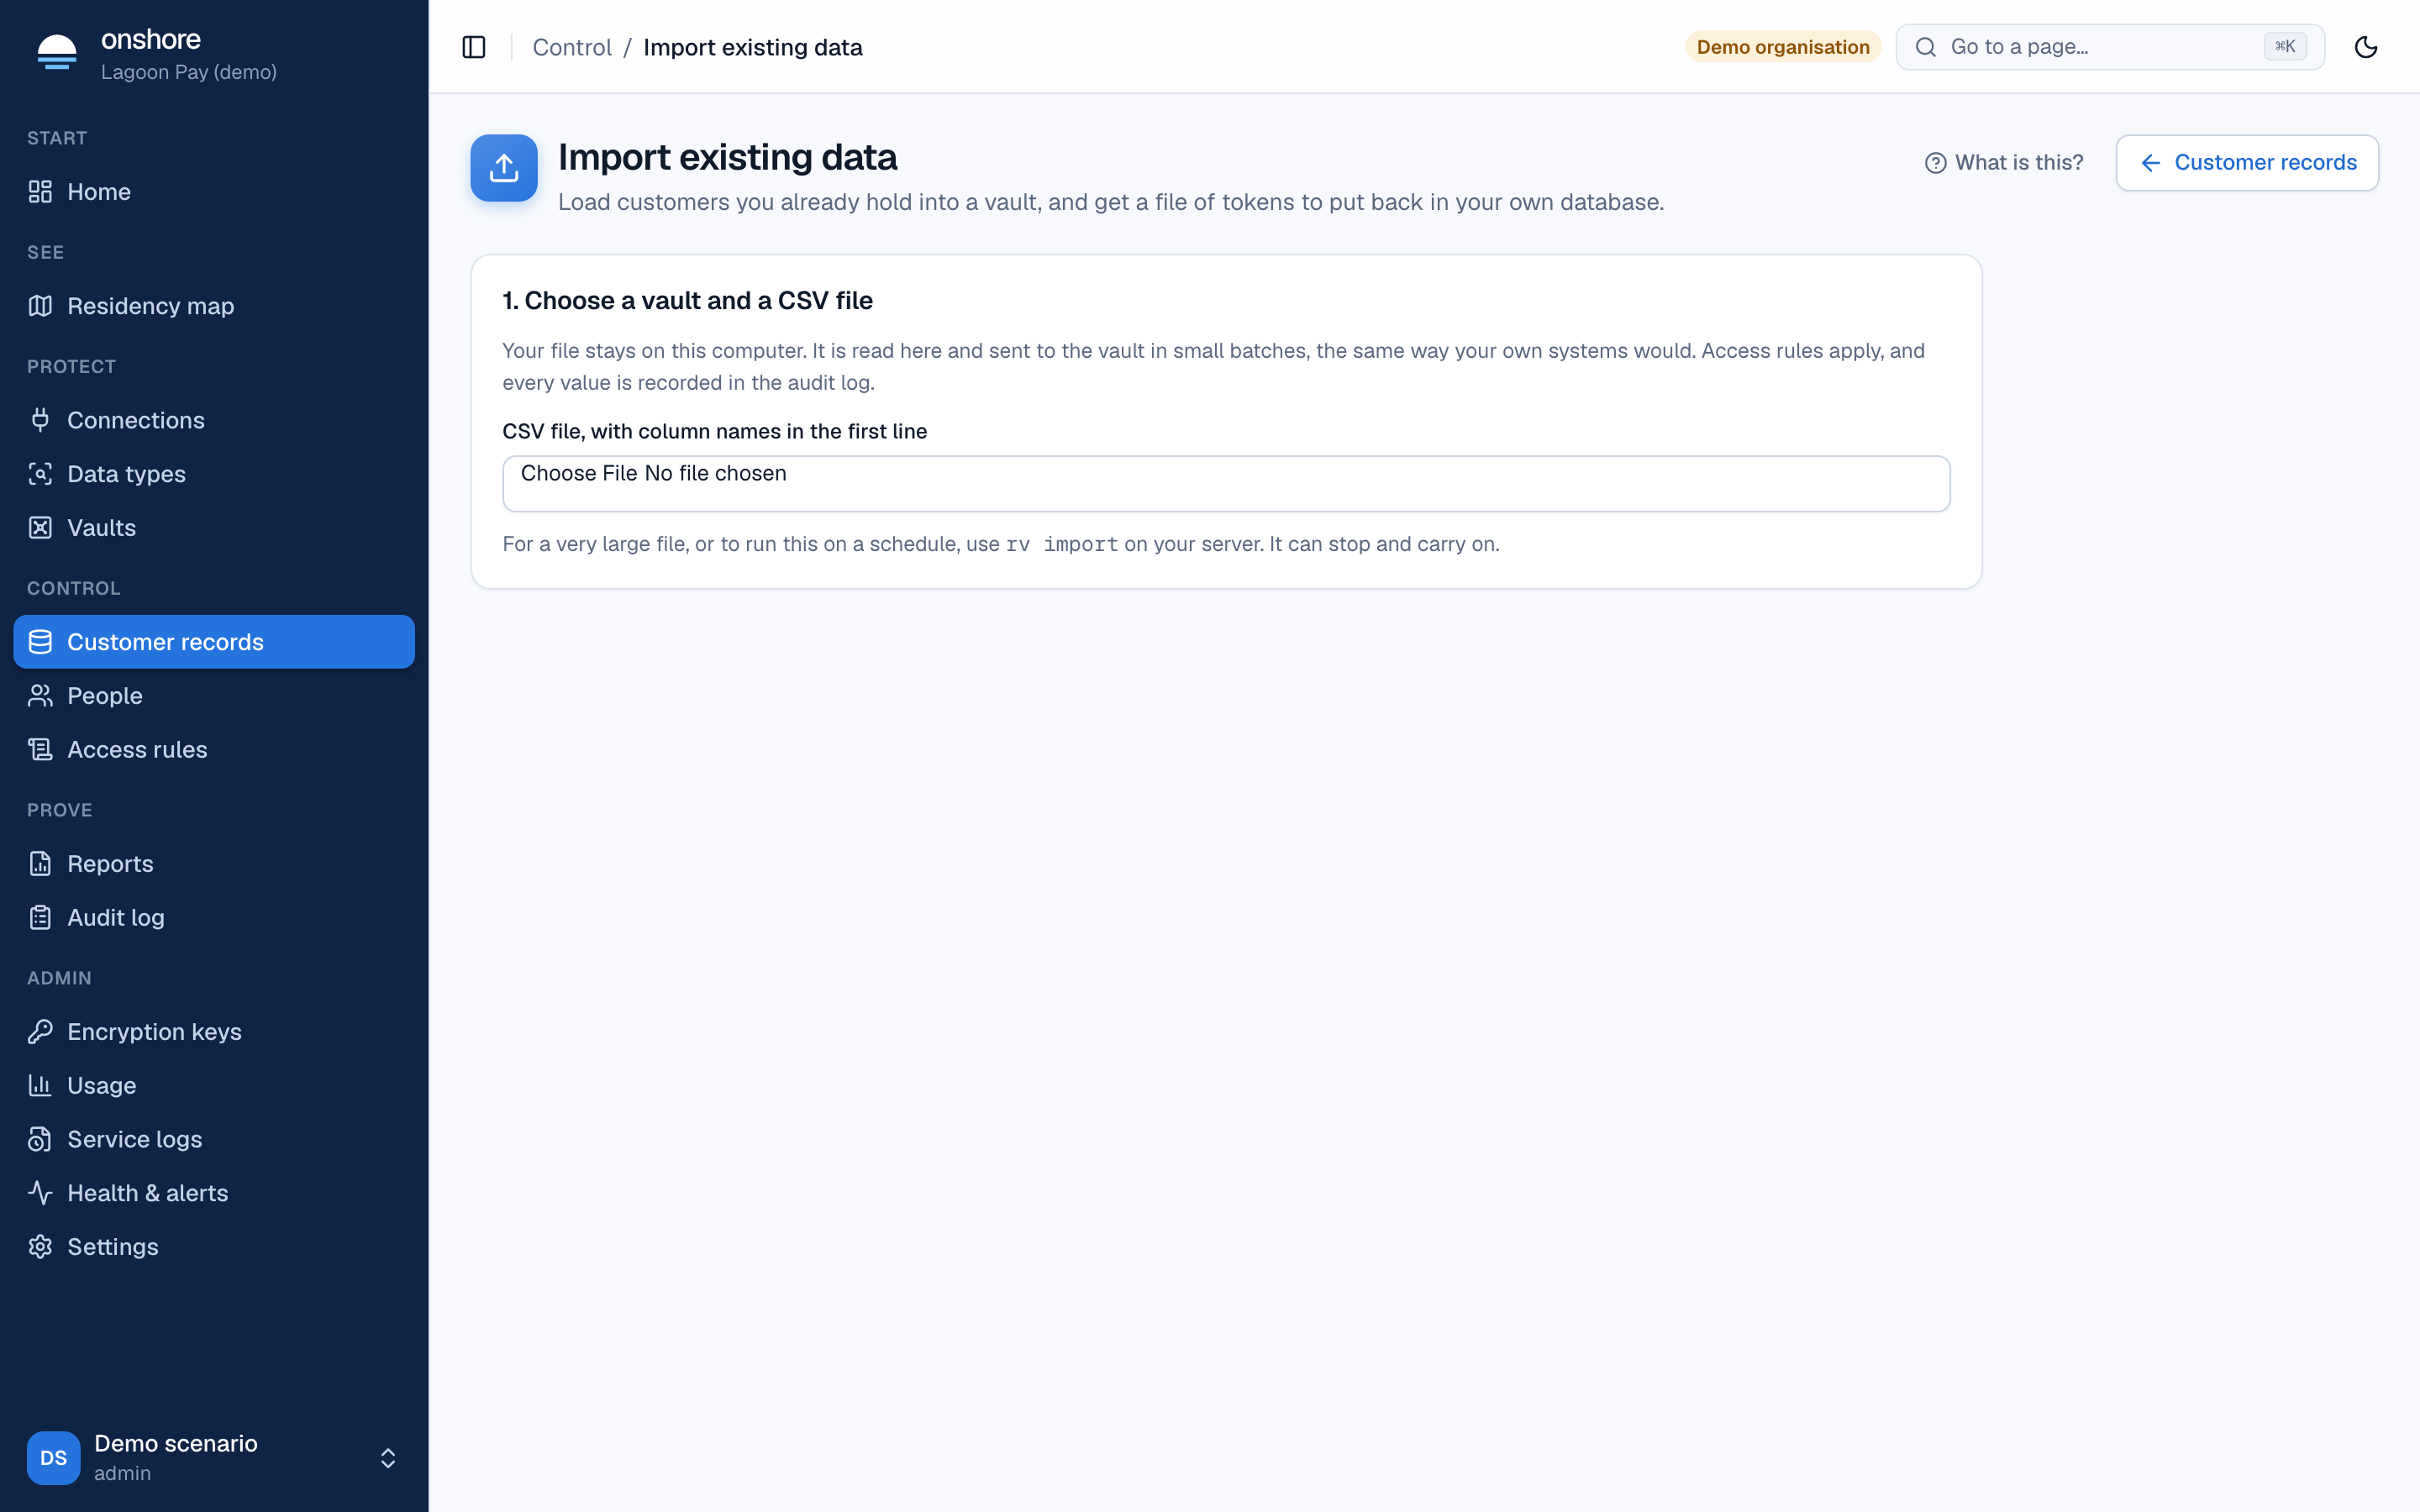 onshore
Lagoon Pay (demo)
START
Home
SEE
Residency map
PROTECT
Connections
Data types
Vaults
CONTROL
Customer records
People
Access rules
PROVE
Reports
Audit log
ADMIN
Encryption keys
Usage
Service logs
Health & alerts
Settings
DS
Demo scenario
admin
Control / Import existing data
Demo organisation
Go to a page...
⌘K
Import existing data
Load customers you already hold into a vault, and get a file of tokens to put back in your own database.
What is this?
Customer records
1. Choose a vault and a CSV file
Your file stays on this computer. It is read here and sent to the vault in small batches, the same way your own systems would. Access rules apply, and
every value is recorded in the audit log.
CSV file, with column names in the first line
Choose File No file chosen
For a very large file, or to run this on a schedule, use rv import on your server. It can stop and carry on.